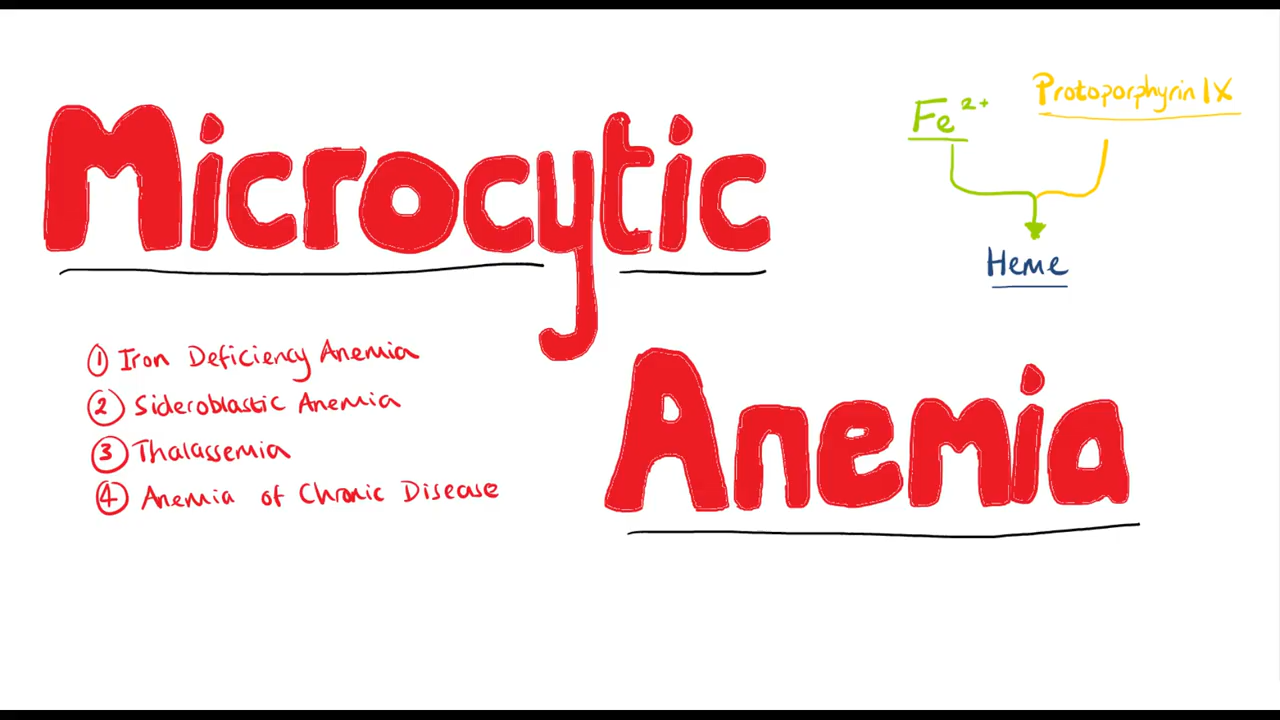 Microcytic
Anemia
① Iron Deficiency Anemia
② Sideroblastic Anemia
③ Thalassemia
④ Anemia of Chronic Disease
Fe²⁺
Protoporphyrin IX
Heme